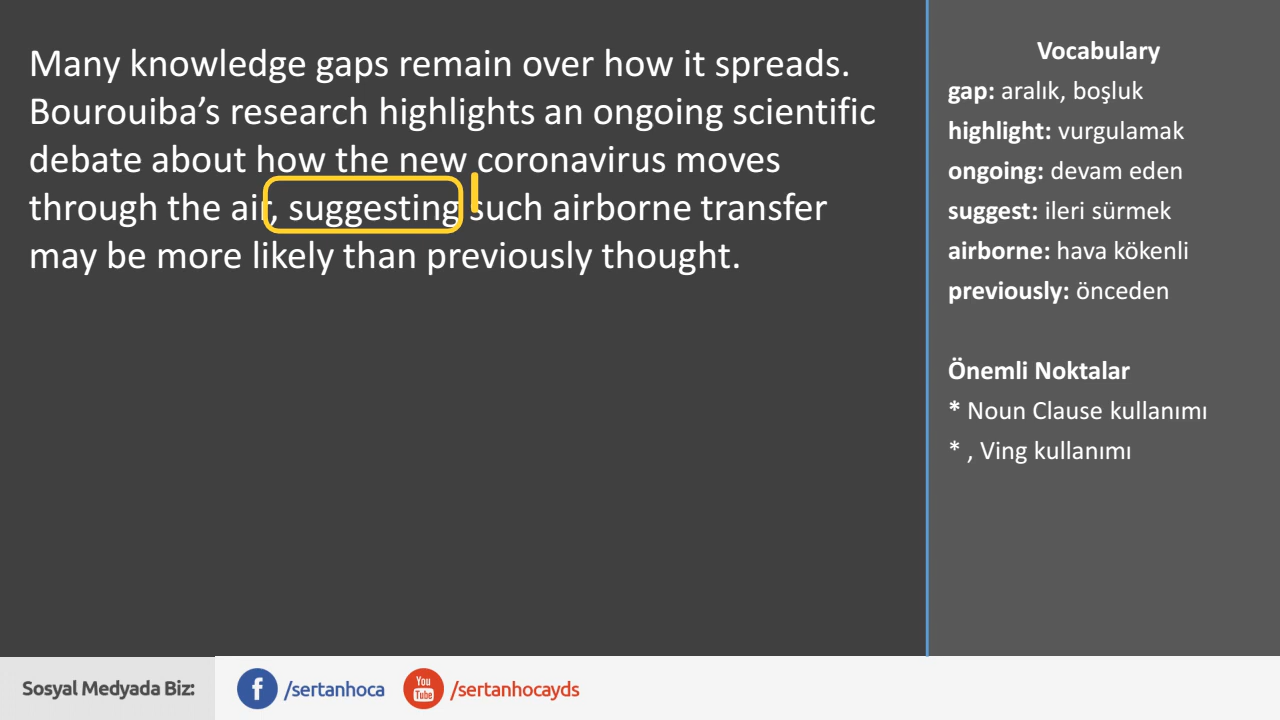 Many knowledge gaps remain over how it spreads.
Bourouiba’s research highlights an ongoing scientific
debate about how the new coronavirus moves
through the air, suggesting such airborne transfer
may be more likely than previously thought.
Vocabulary
gap: aralık, boşluk
highlight: vurgulamak
ongoing: devam eden
suggest: ileri sürmek
airborne: hava kökenli
previously: önceden
Önemli Noktalar
* Noun Clause kullanımı
* , Ving kullanımı
Sosyal Medyada Biz:
f /sertanhoca
You Tube /sertanhocayds